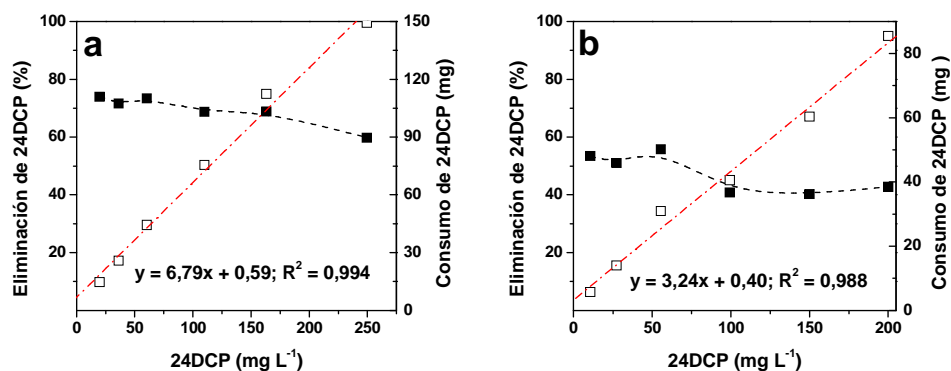 a
Eliminación de 24DCP (%)
100
80
60
40
20
150
120
90
60
30
0
Consumo de 24DCP (mg)
y = 6,79x + 0,59; R² = 0,994
0 50 100 150 200 250 300
24DCP (mg L⁻¹)
b
Eliminación de 24DCP (%)
100
80
60
40
20
80
60
40
20
0
Consumo de 24DCP (mg)
y = 3,24x + 0,40; R² = 0,988
0 50 100 150 200
24DCP (mg L⁻¹)